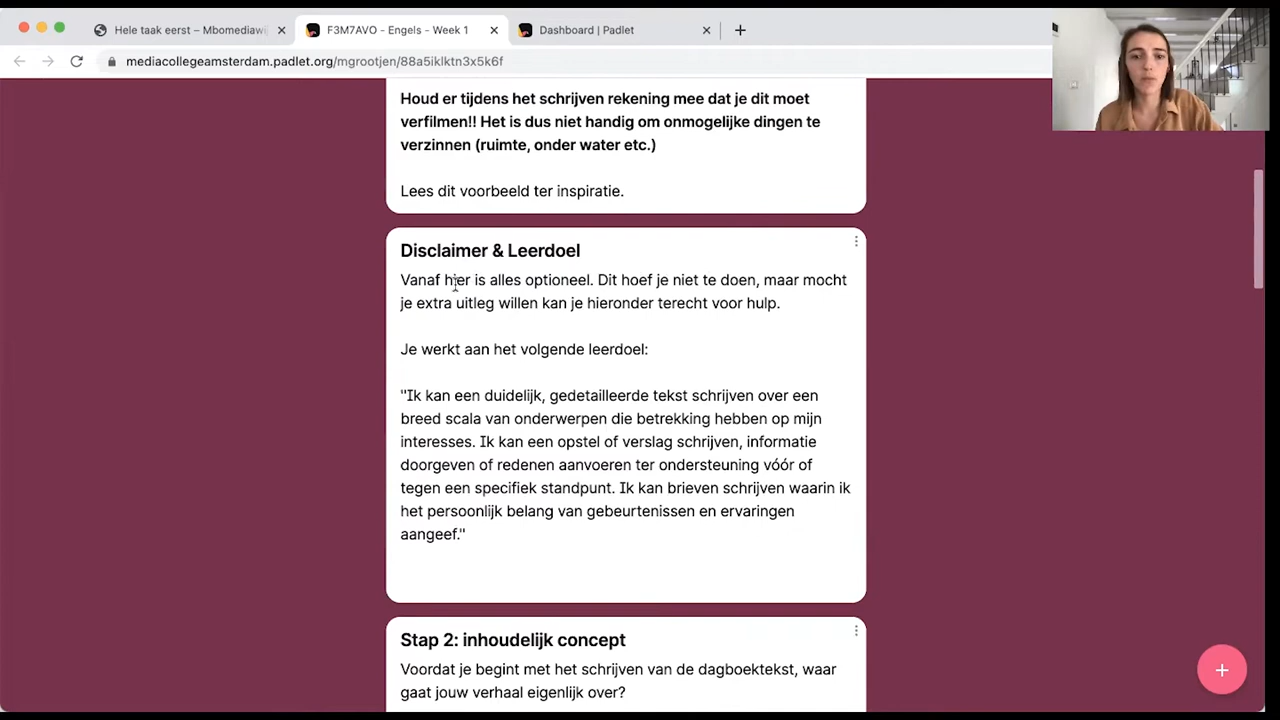 Hele taak eerst – Mbomediawi
F3M7AVO - Engels - Week 1
Dashboard | Padlet
mediacollegeamsterdam.padlet.org/mgrootjen/88a5iklktn3x5k6f
Houd er tijdens het schrijven rekening mee dat je dit moet
verfilmen!! Het is dus niet handig om onmogelijke dingen te
verzinnen (ruimte, onder water etc.)
Lees dit voorbeeld ter inspiratie.
Disclaimer & Leerdoel
Vanaf hier is alles optioneel. Dit hoef je niet te doen, maar mocht
je extra uitleg willen kan je hieronder terecht voor hulp.
Je werkt aan het volgende leerdoel:
"Ik kan een duidelijk, gedetailleerde tekst schrijven over een
breed scala van onderwerpen die betrekking hebben op mijn
interesses. Ik kan een opstel of verslag schrijven, informatie
doorgeven of redenen aanvoeren ter ondersteuning vóór of
tegen een specifiek standpunt. Ik kan brieven schrijven waarin ik
het persoonlijk belang van gebeurtenissen en ervaringen
aangeef."
Stap 2: inhoudelijk concept
Voordat je begint met het schrijven van de dagboektekst, waar
gaat jouw verhaal eigenlijk over?